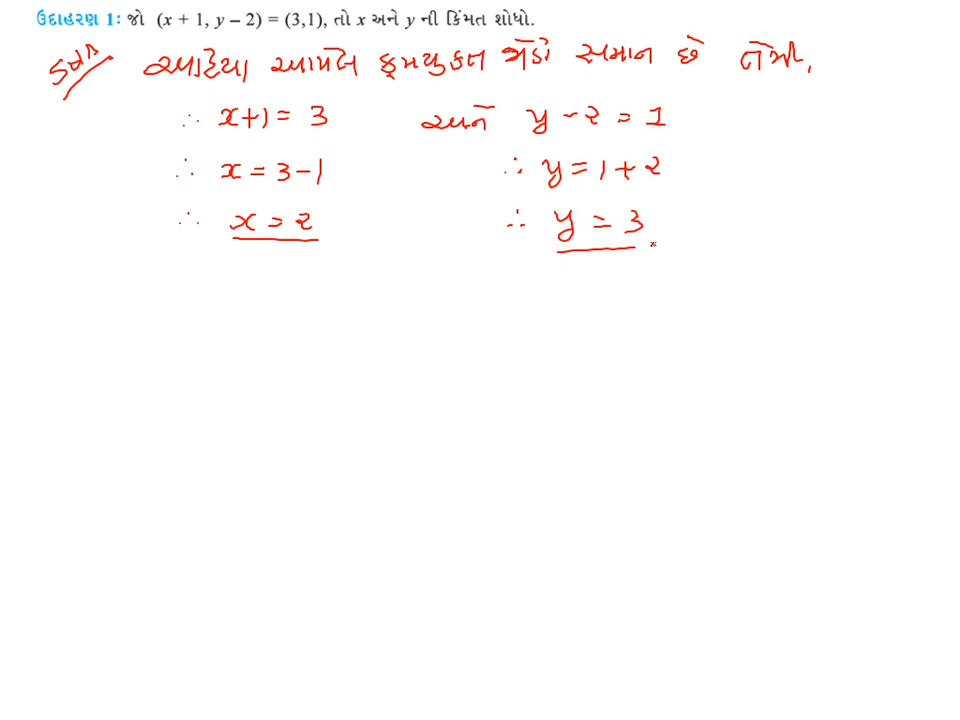 ઉદાહરણ 1: જો (x + 1, y – 2) = (3,1), તો x અને y ની કિંમત શોધો.
આપેલ ક્રમયુક્ત જોડો સમાન છે તેથી,
∴ x+1 = 3 અને y - 2 = 1
∴ x = 3 - 1 ∴ y = 1 + 2
∴ x = 2 ∴ y = 3